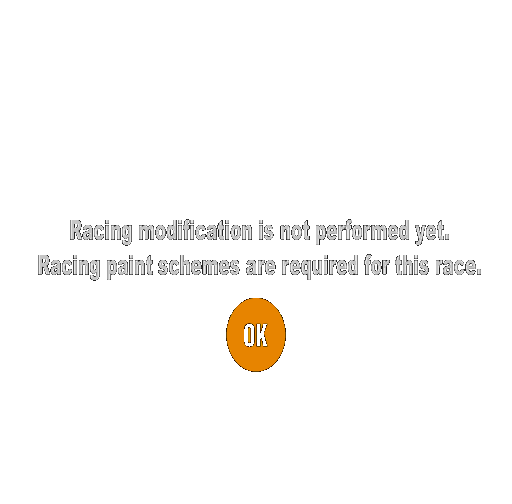 Racing modification is not performed yet.
Racing paint schemes are required for this race.
OK